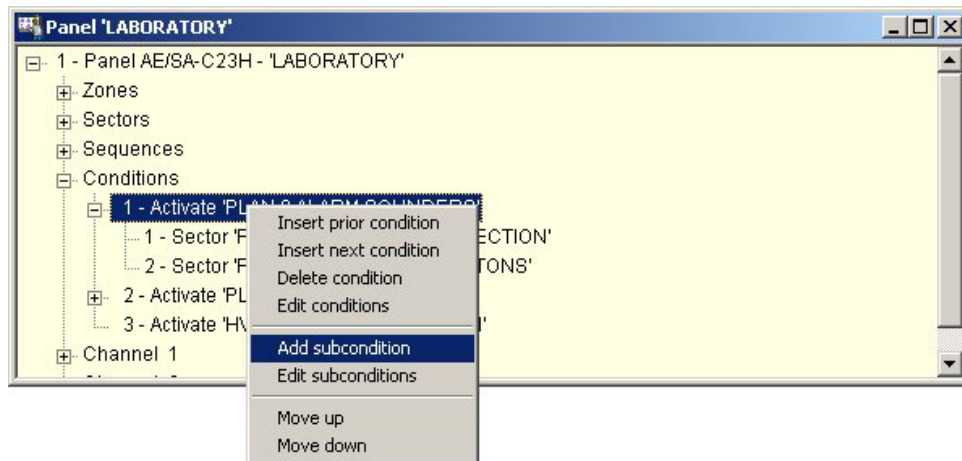 Panel 'LABORATORY'
1 - Panel AE/SA-C23H - 'LABORATORY'
Zones
Sectors
Sequences
Conditions
1 - Activate 'PLAN
1 - Sector 'F ECTION'
2 - Sector 'F TONS'
2 - Activate 'PL
3 - Activate 'H
Channel 1
Insert prior condition
Insert next condition
Delete condition
Edit conditions
Add subcondition
Edit subconditions
Move up
Move down